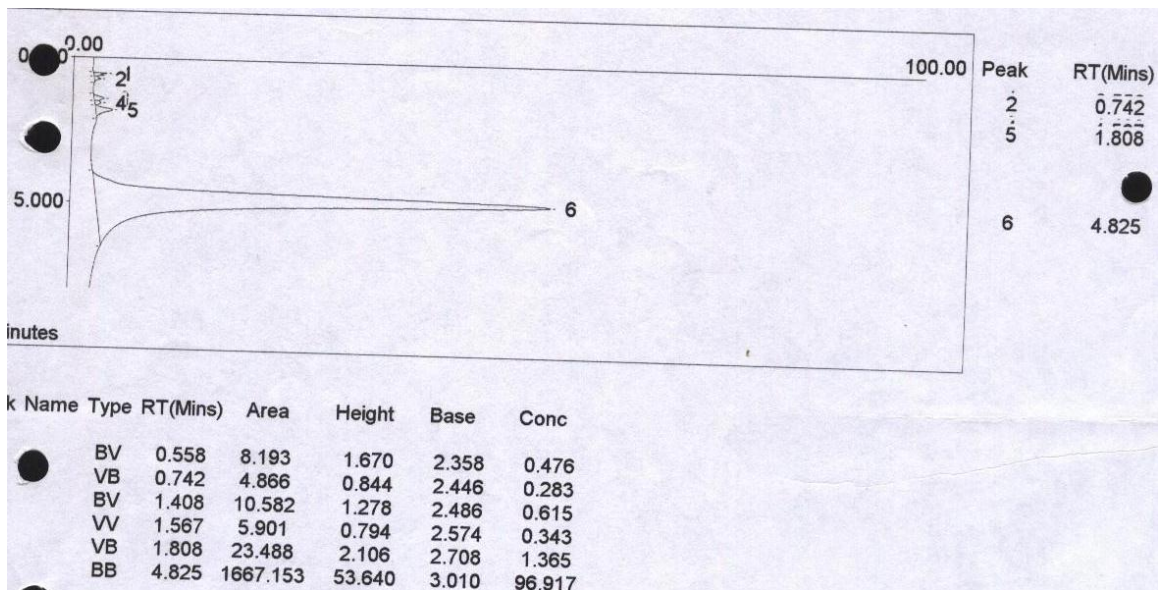 0.00
100.00 Peak RT(Mins)
21
2 0.742
5
5 1.808
5.000
6
6 4.825
inutes
k Name Type RT(Mins) Area Height Base Conc
BV 0.558 8.193 1.670 2.358 0.476
VB 0.742 4.866 0.844 2.446 0.283
BV 1.408 10.582 1.278 2.486 0.615
VV 1.567 5.901 0.794 2.574 0.343
VB 1.808 23.488 2.106 2.708 1.365
BB 4.825 1667.153 53.640 3.010 96.917